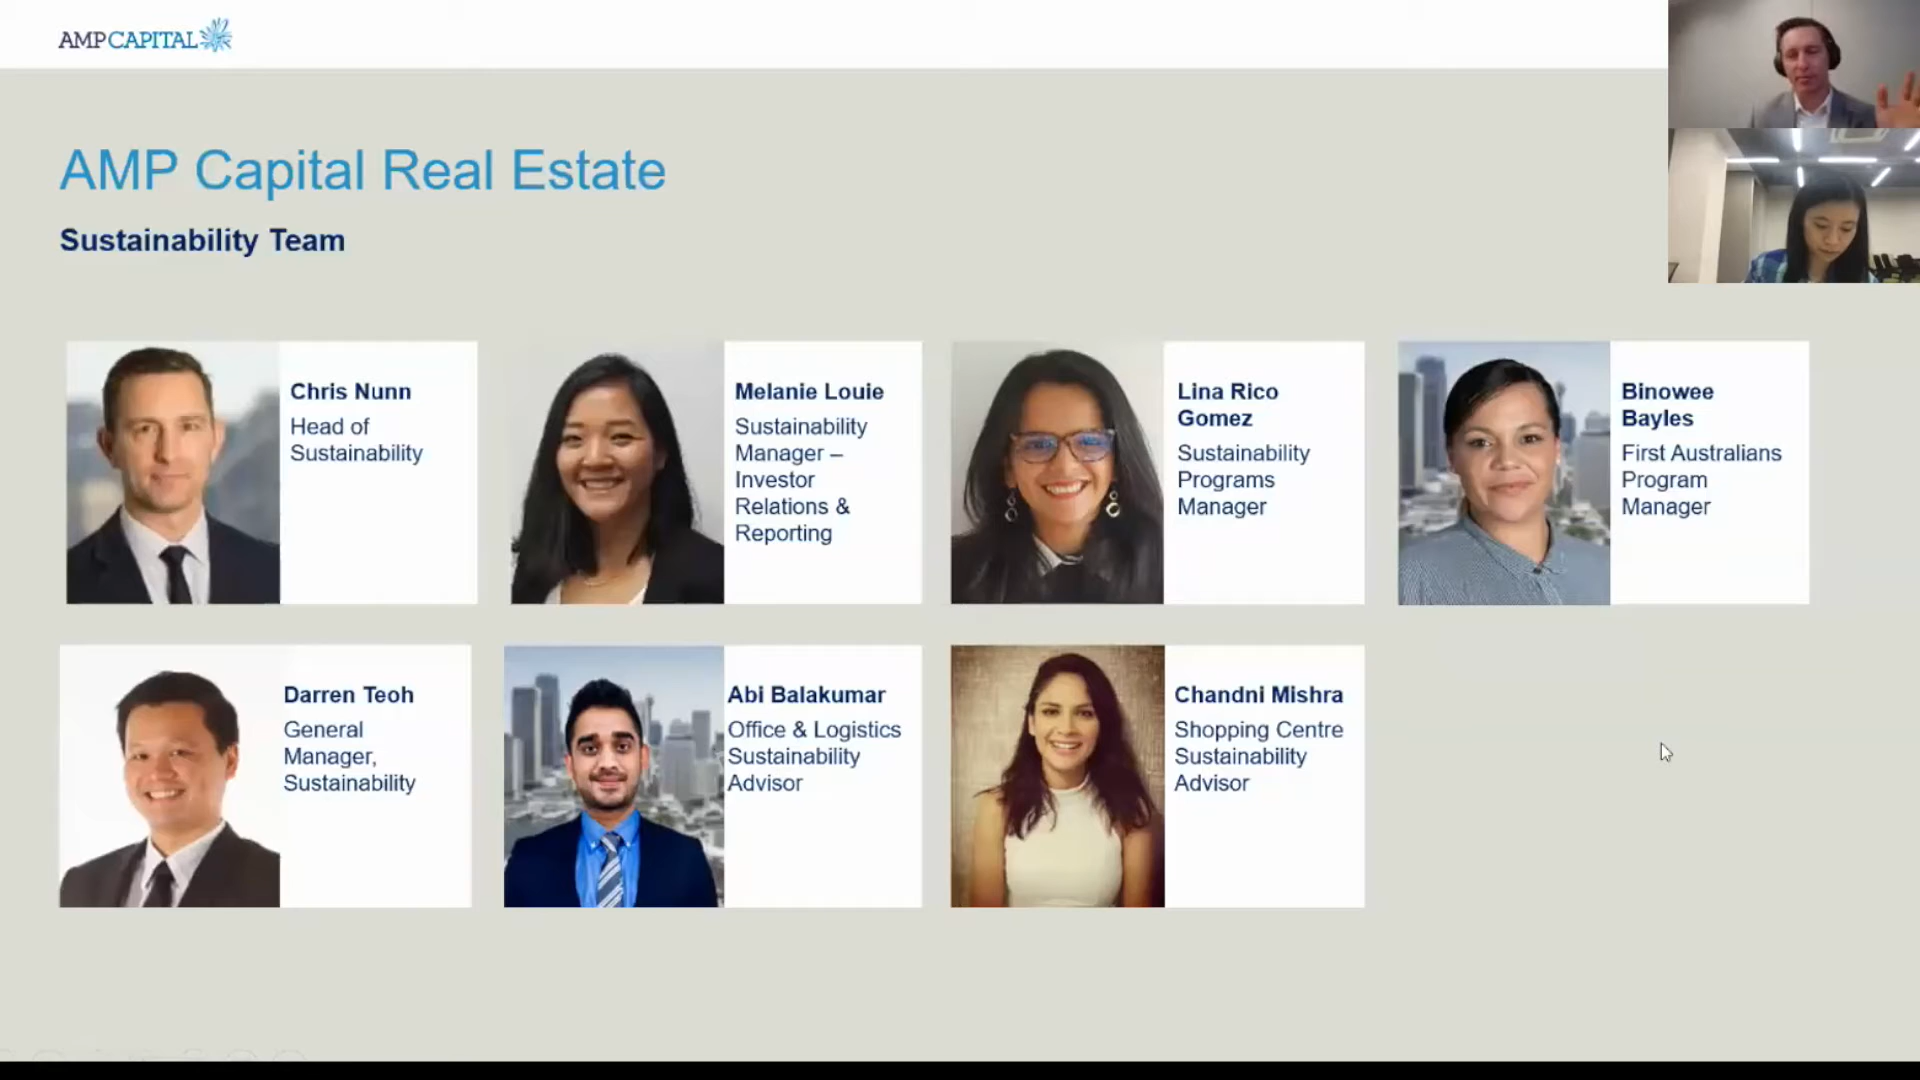 AMP CAPITAL
AMP Capital Real Estate
Sustainability Team
Chris Nunn
Head of
Sustainability
Melanie Louie
Sustainability
Manager –
Investor
Relations &
Reporting
Lina Rico
Gomez
Sustainability
Programs
Manager
Binowee
Bayles
First Australians
Program
Manager
Darren Teoh
General
Manager,
Sustainability
Abi Balakumar
Office & Logistics
Sustainability
Advisor
Chandni Mishra
Shopping Centre
Sustainability
Advisor